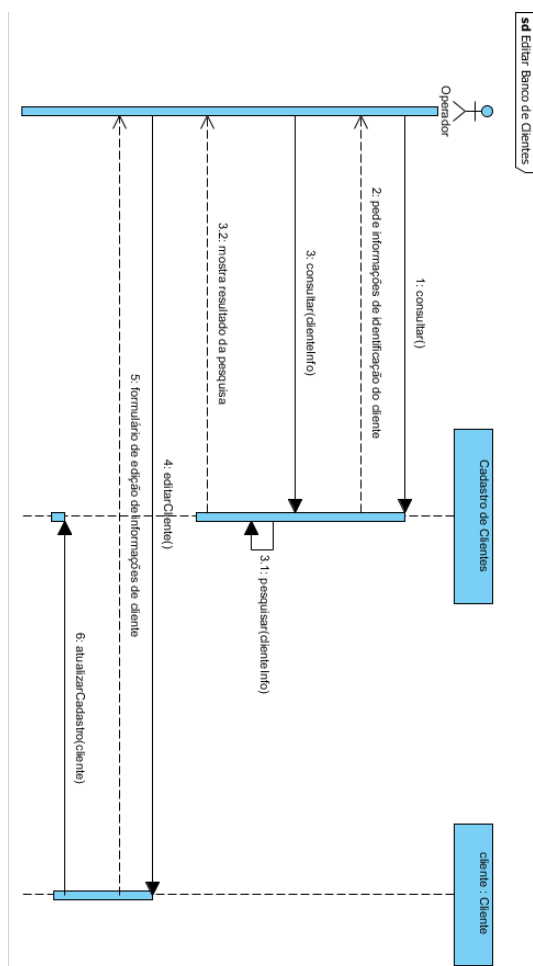 sd Editar Banco de Clientes
Operador
Cadastro de Clientes
cliente : Cliente
1: consultar()
2: pede informações de identificação do cliente
3: consultar(clienteInfo)
3.1: pesquisar(clienteInfo)
3.2: mostra resultado da pesquisa
4: editarCliente()
5: formulário de edição de informações de cliente
6: atualizarCadastro(cliente)